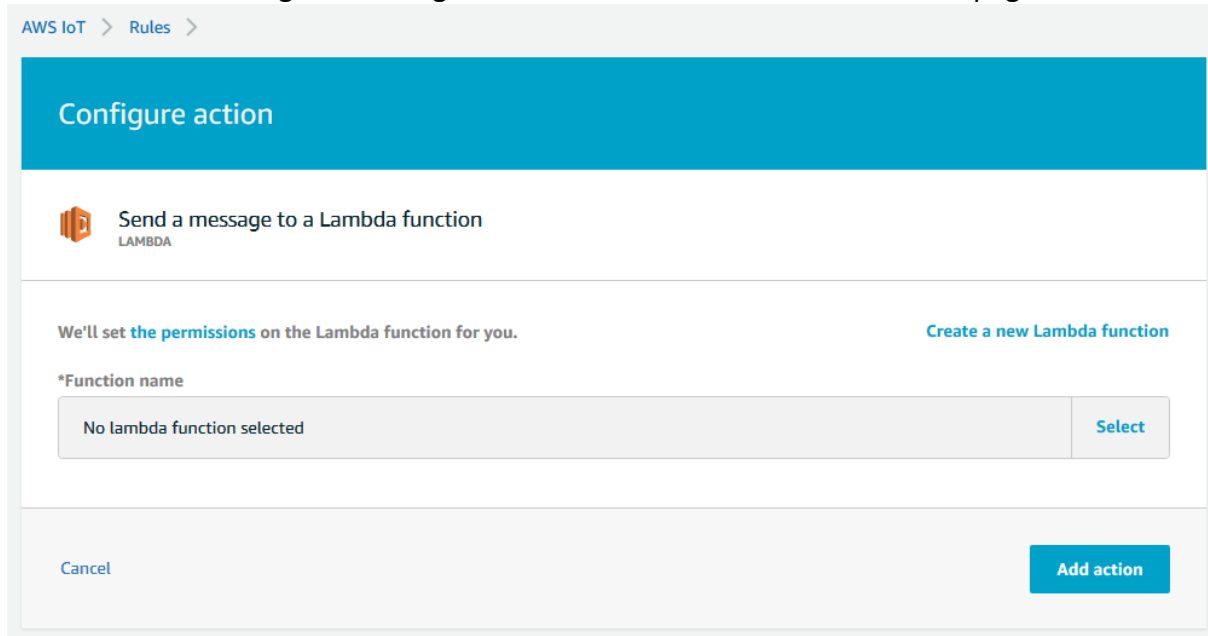 AWS IoT > Rules >
Configure action
Send a message to a Lambda function
LAMBDA
We'll set the permissions on the Lambda function for you. Create a new Lambda function
*Function name
No lambda function selected Select
Cancel Add action